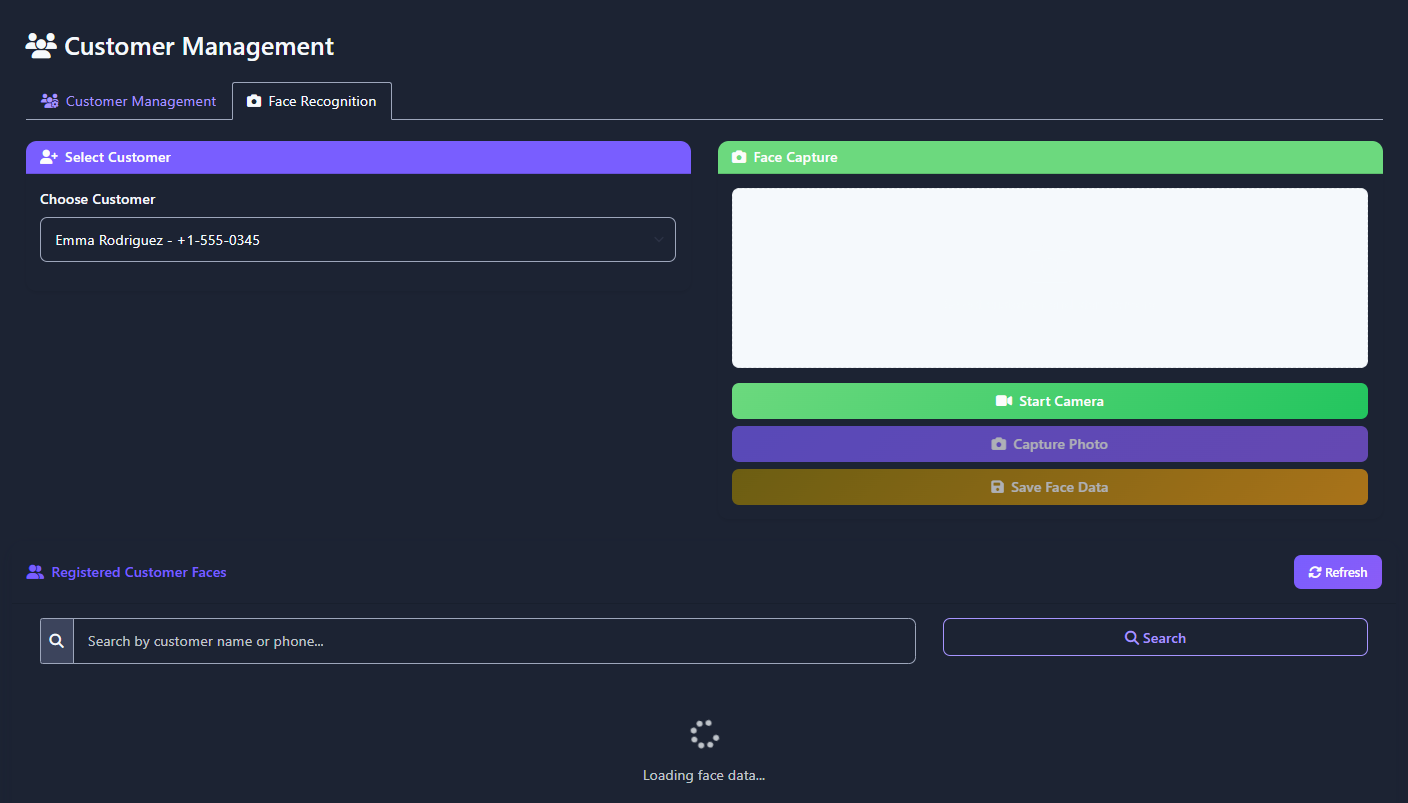 Customer Management
Customer Management
Face Recognition
Select Customer
Choose Customer
Emma Rodriguez - +1-555-0345
Face Capture
Start Camera
Capture Photo
Save Face Data
Registered Customer Faces
Refresh
Search by customer name or phone...
Search
Loading face data...